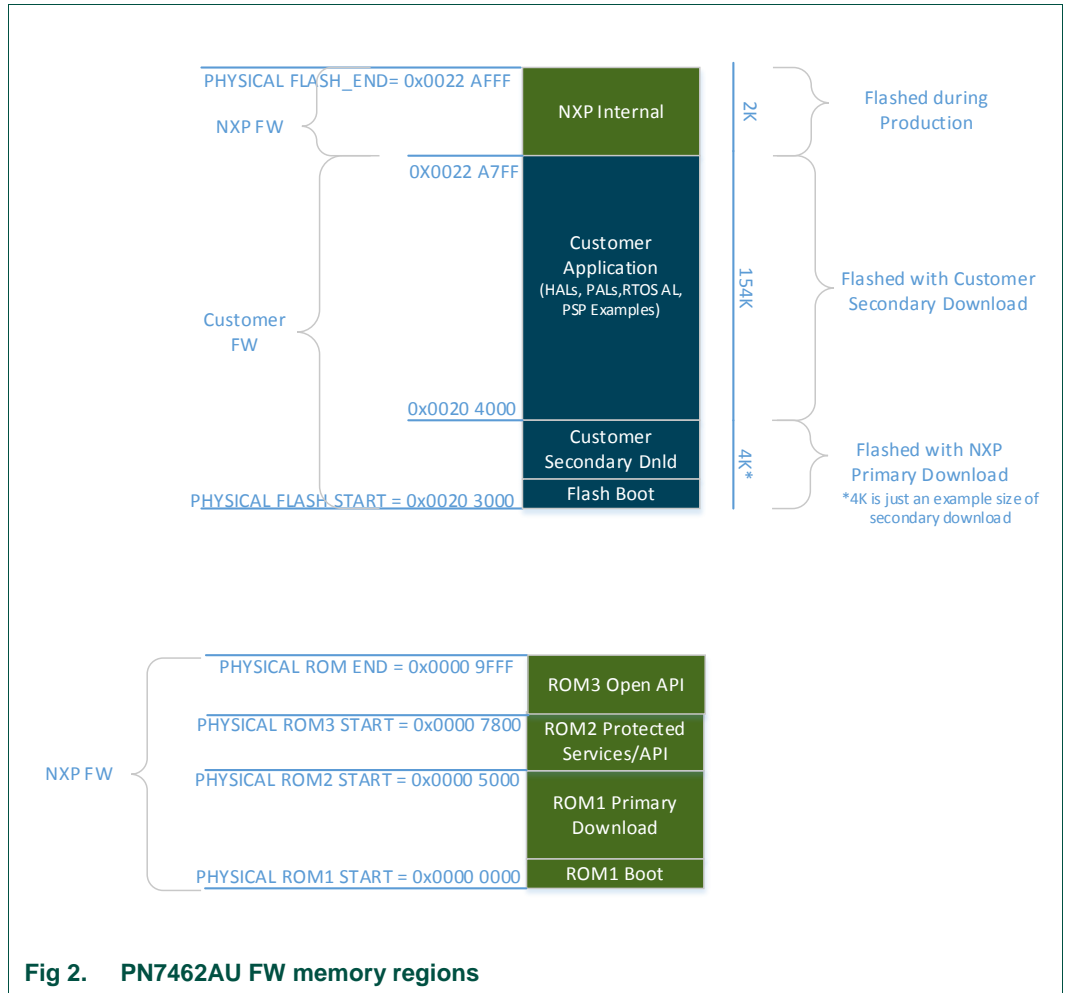 PHYSICAL FLASH_END= 0x0022 AFFF
NXP FW
NXP Internal
2K
Flashed during
Production
0X0022 A7FF
Customer
FW
Customer
Application
(HALs, PALs,RTOS AL,
PSP Examples)
154K
Flashed with Customer
Secondary Download
0x0020 4000
Customer
Secondary Dnld
Flash Boot
4K*
Flashed with NXP
Primary Download
*4K is just an example size of
secondary download
PHYSICAL FLASH START = 0x0020 3000
PHYSICAL ROM END = 0x0000 9FFF
ROM3 Open API
PHYSICAL ROM3 START = 0x0000 7800
ROM2 Protected
Services/API
NXP FW
PHYSICAL ROM2 START = 0x0000 5000
ROM1 Primary
Download
PHYSICAL ROM1 START = 0x0000 0000
ROM1 Boot
Fig 2. PN7462AU FW memory regions